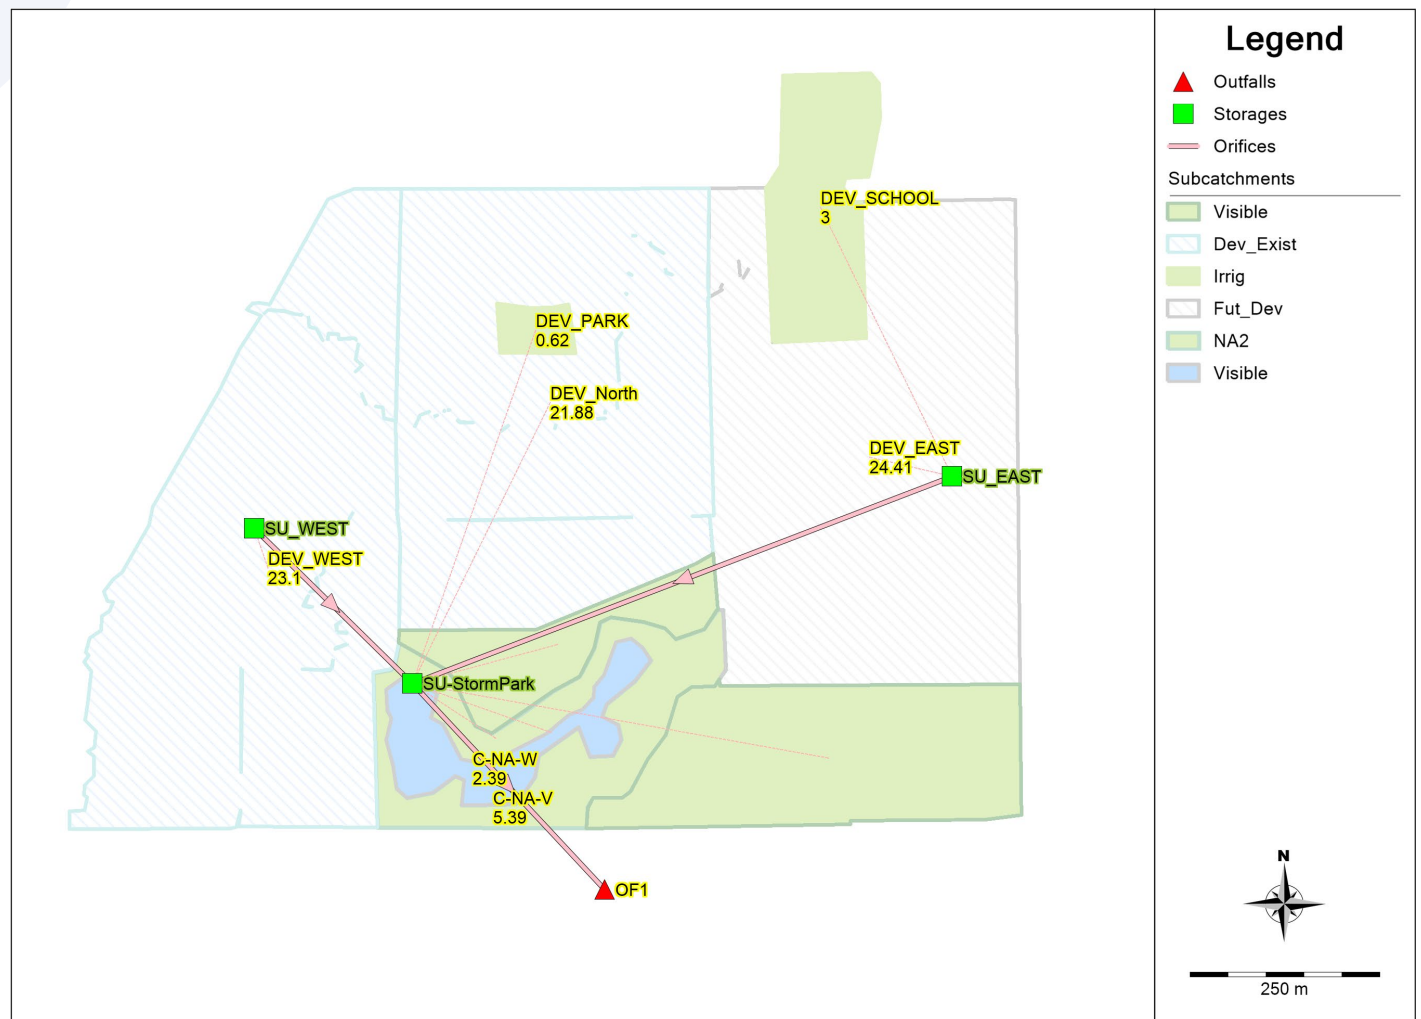 DEV_SCHOOL
3
DEV_PARK
0.62
DEV_North
21.88
DEV_EAST
24.41
SU_EAST
SU_WEST
DEV_WEST
23.1
SU-StormPark
C-NA-W
2.39
C-NA-V
5.39
OF1
Legend
Outfalls
Storages
Orifices
Subcatchments
Visible
Dev_Exist
Irrig
Fut_Dev
NA2
Visible
N
250 m